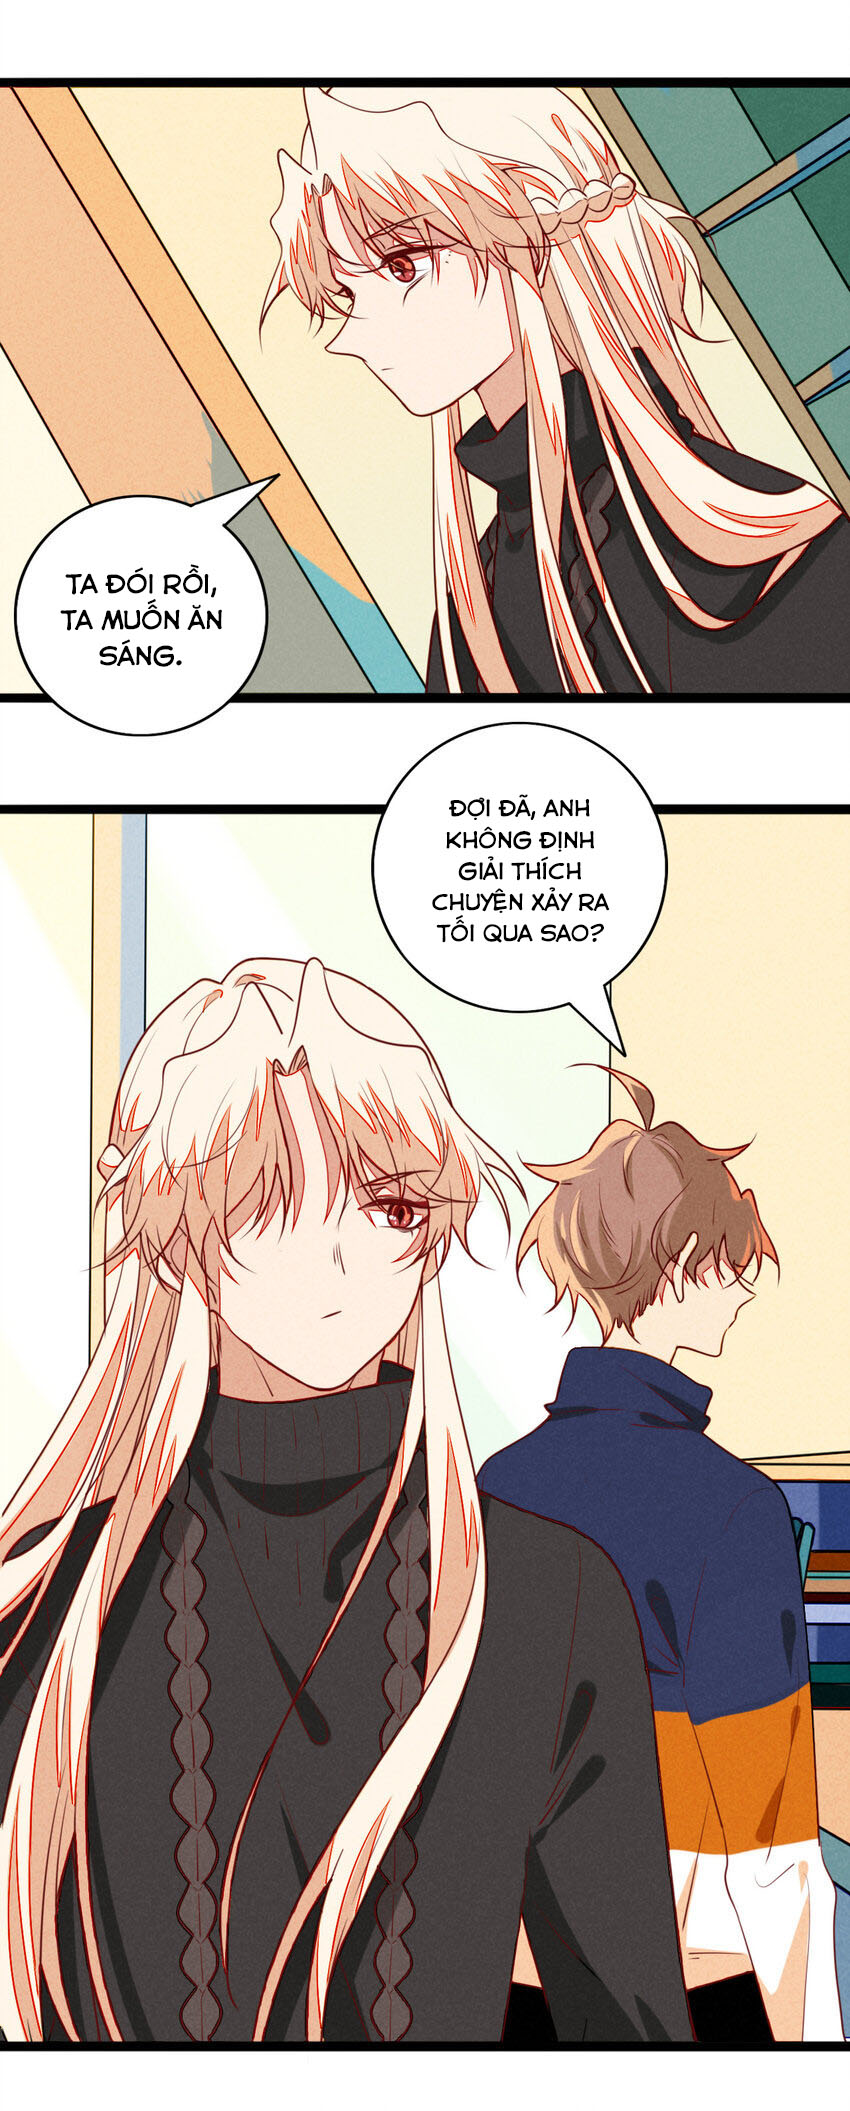 TA ĐÓI RỒI,
TA MUỐN ĂN
SÁNG.
ĐỢI ĐÃ, ANH
KHÔNG ĐỊNH
GIẢI THÍCH
CHUYỆN XẢY RA
TỐI QUA SAO?